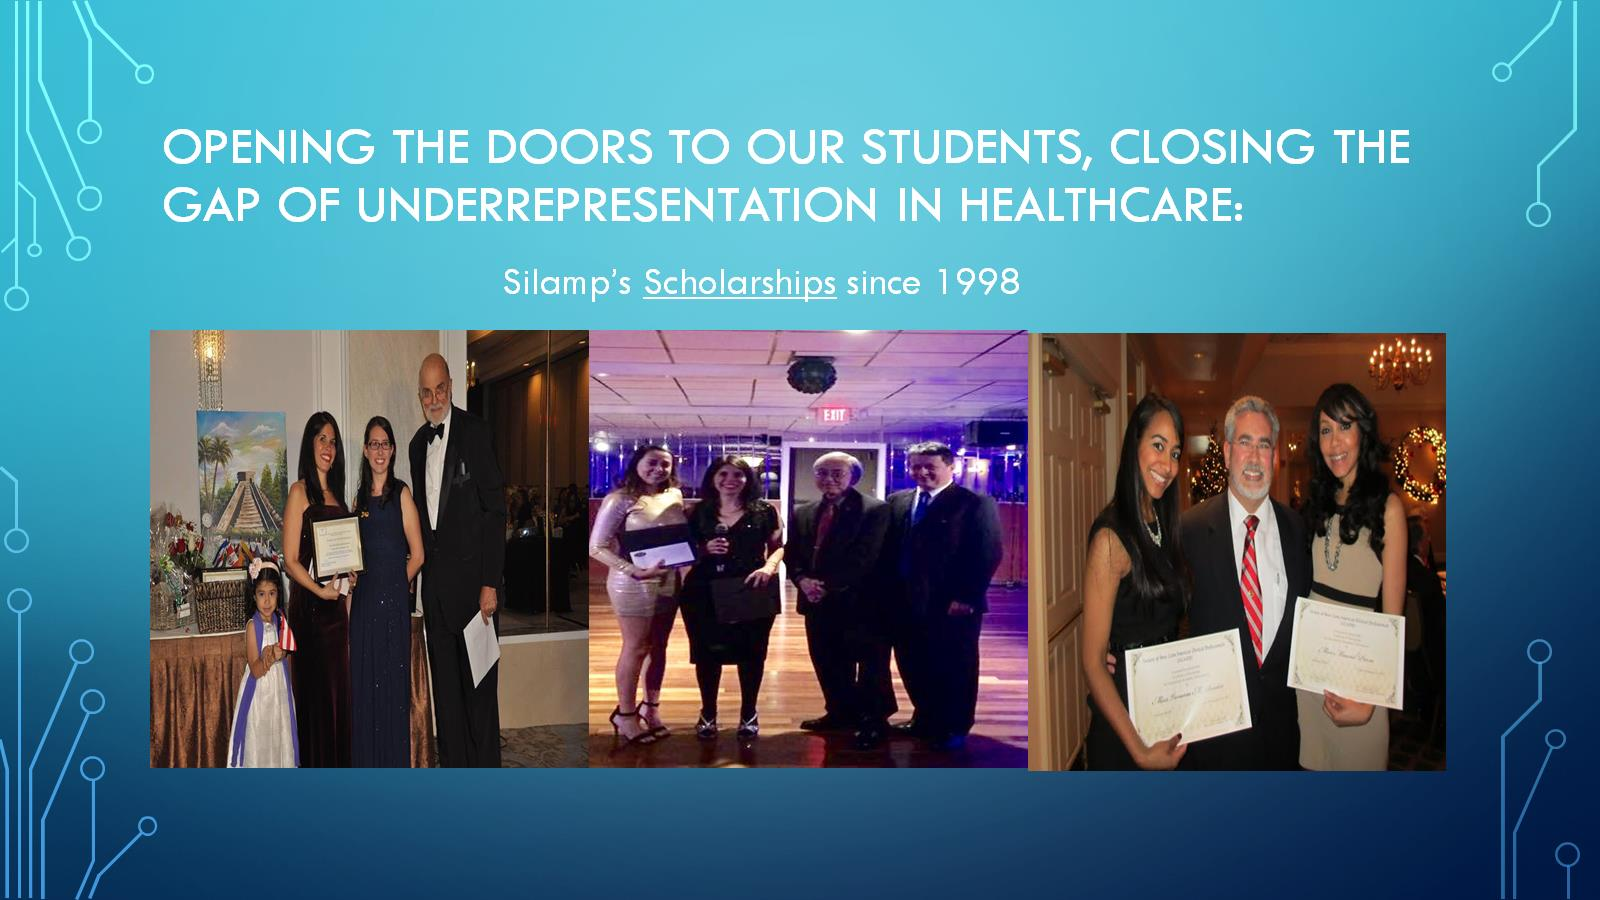 OPENING THE DOORS TO OUR STUDENTS, CLOSING THE
GAP OF UNDERREPRESENTATION IN HEALTHCARE:
Silamp’s Scholarships since 1998
EXIT